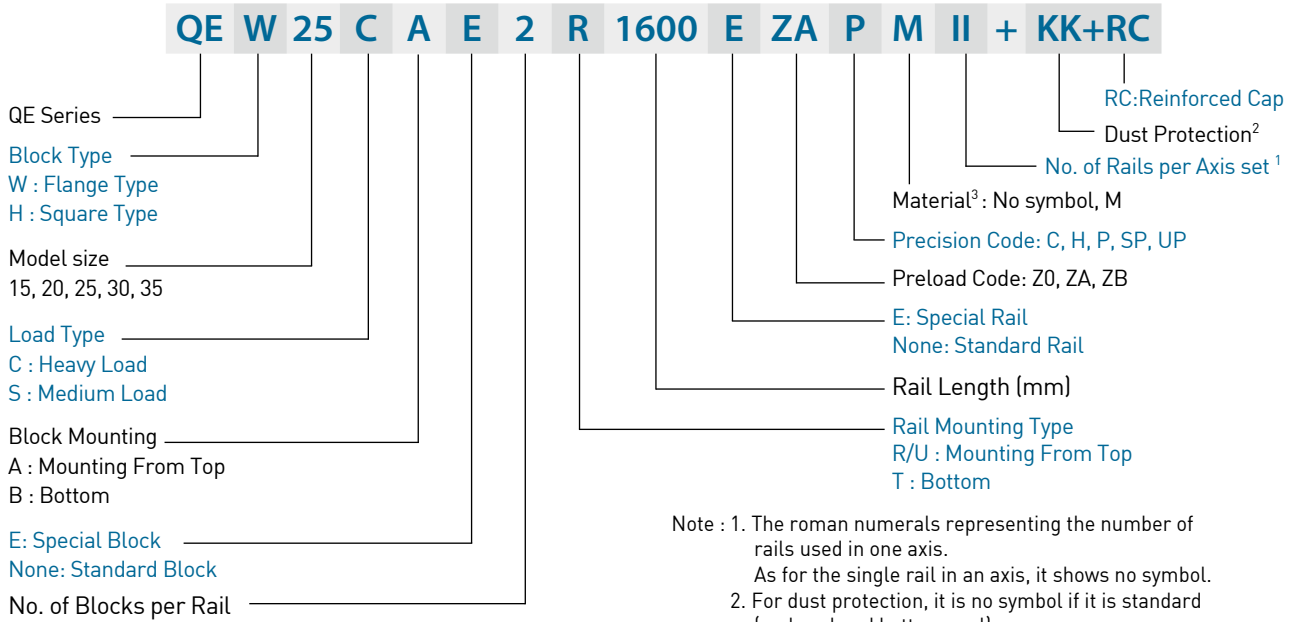 QE W 25 C A E 2 R 1600 E ZA P M II + KK+RC
QE Series
Block Type
W : Flange Type
H : Square Type
Model size
15, 20, 25, 30, 35
Load Type
C : Heavy Load
S : Medium Load
Block Mounting
A : Mounting From Top
B : Bottom
E: Special Block
None: Standard Block
No. of Blocks per Rail
RC:Reinforced Cap
Dust Protection2
No. of Rails per Axis set 1
Material3 : No symbol, M
Precision Code: C, H, P, SP, UP
Preload Code: Z0, ZA, ZB
E: Special Rail
None: Standard Rail
Rail Length (mm)
Rail Mounting Type
R/U : Mounting From Top
T : Bottom
Note : 1. The roman numerals representing the number of
rails used in one axis.
As for the single rail in an axis, it shows no symbol.
2. For dust protection, it is no symbol if it is standard